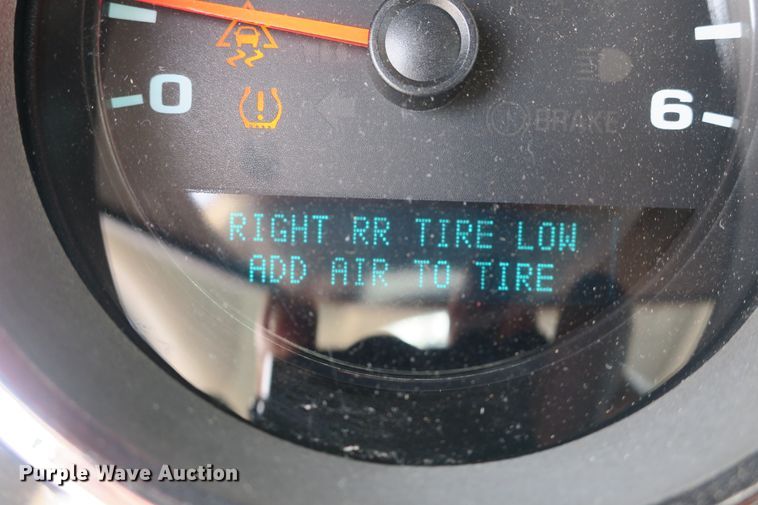 0
6
BRAKE
RIGHT RR TIRE LOW
ADD AIR TO TIRE
Purple Wave Auction